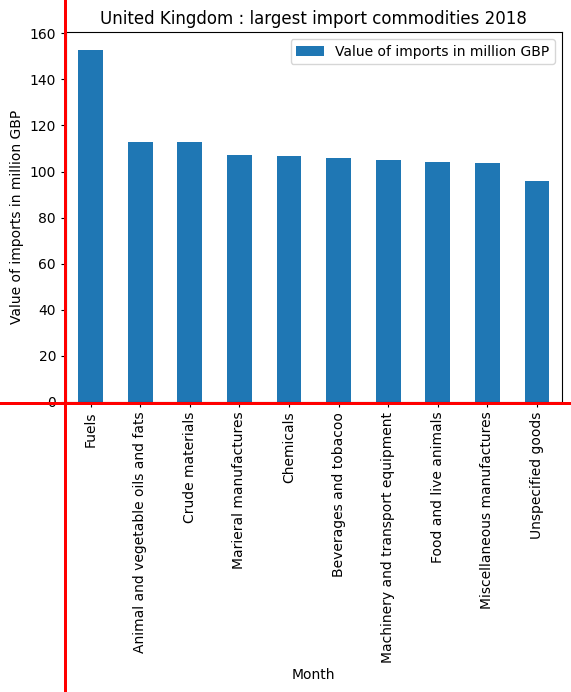 United Kingdom : largest import commodities 2018
Value of imports in million GBP
Value of imports in million GBP
160
140
120
100
80
60
40
20
0
Fuels
Animal and vegetable oils and fats
Crude materials
Marieral manufactures
Chemicals
Beverages and tobacoo
Machinery and transport equipment
Food and live animals
Miscellaneous manufactures
Unspecified goods
Month